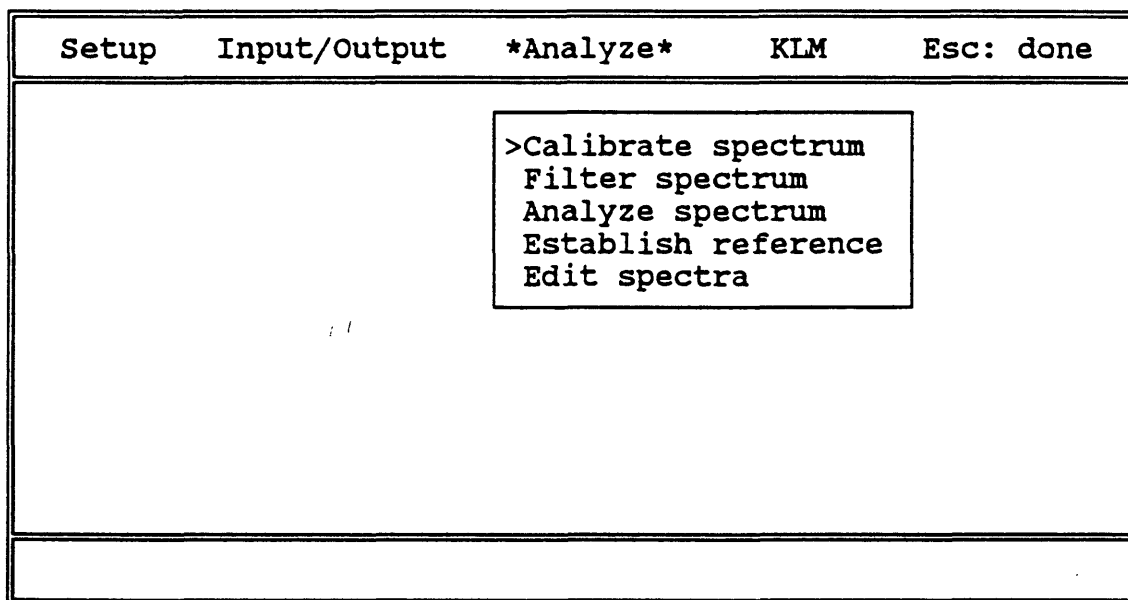 Setup Input/Output *Analyze* KLM Esc: done
>Calibrate spectrum
Filter spectrum
Analyze spectrum
Establish reference
Edit spectra